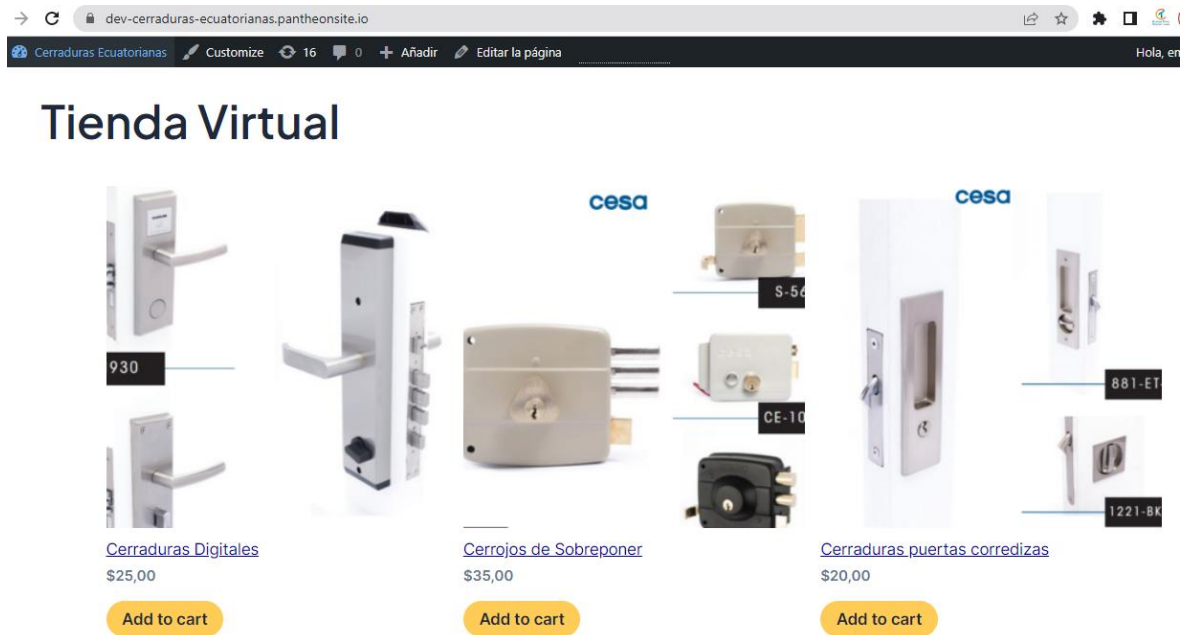 dev-cerraduras-ecuatorianas.pantheonsite.io
Cerraduras Ecuatorianas Customize 16 0 + Añadir Editar la página Hola, en
Tienda Virtual
cesa
cesa
S-56
930
881-ET-
CE-10
1221-BK
Cerraduras Digitales Cerrojos de Sobreponer Cerraduras puertas corredizas
$25,00 $35,00 $20,00
Add to cart Add to cart Add to cart